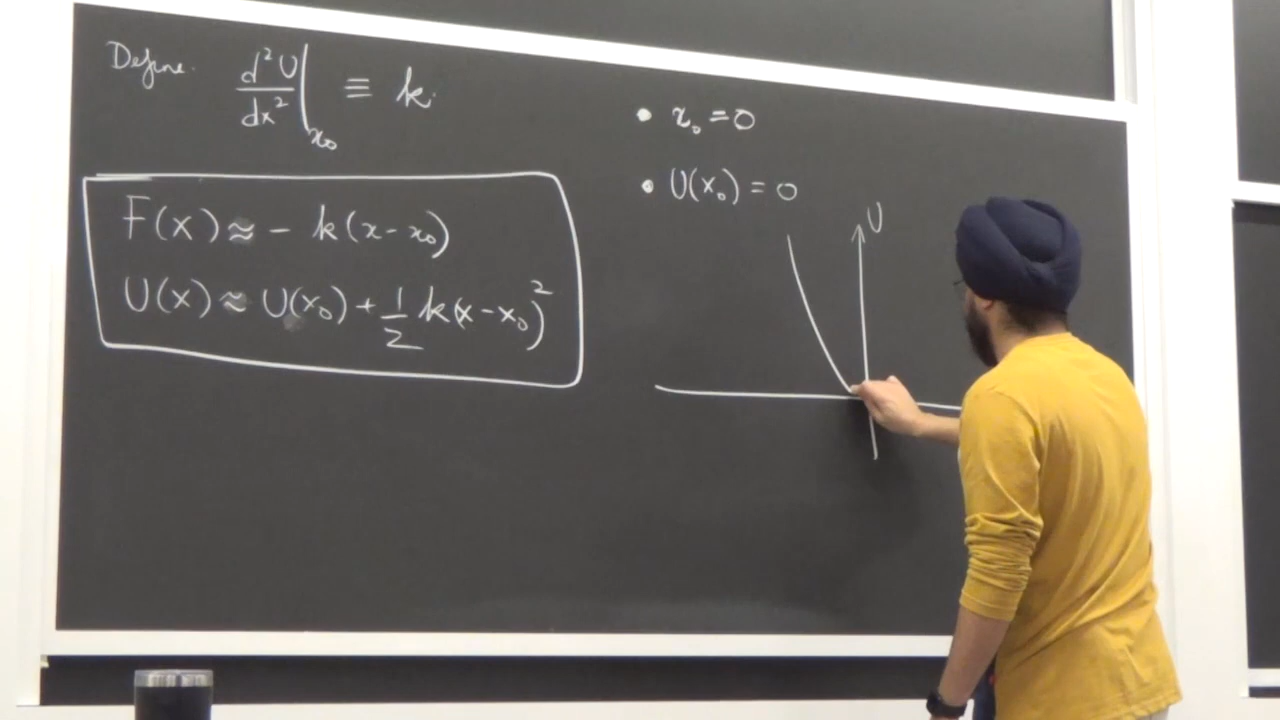 Define. d²U/dx² |x₀ ≡ k.
F(x) ≈ - k(x-x₀)
U(x) ≈ U(x₀) + 1/2 k(x-x₀)²
• x₀ = 0
• U(x₀) = 0
U